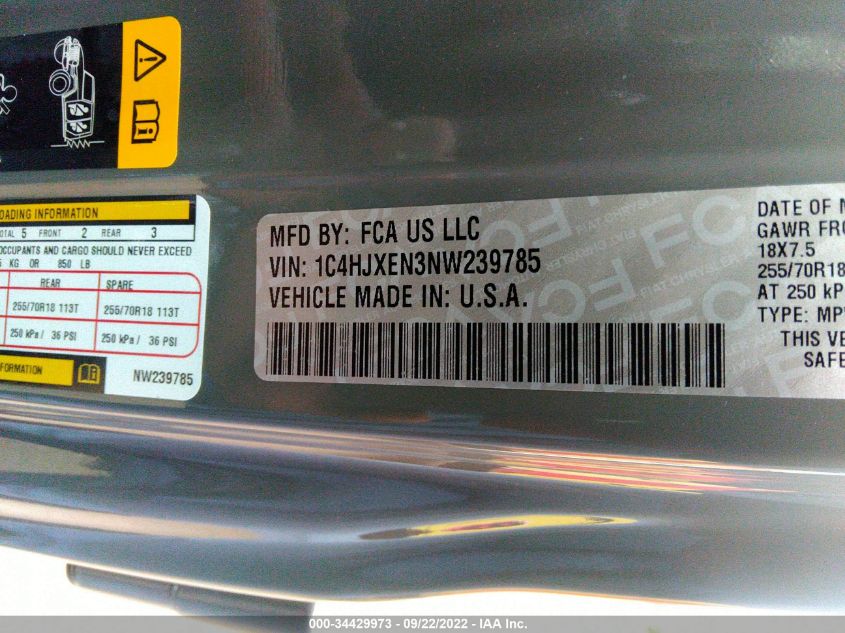 OADING INFORMATION
OTAL 5 FRONT 2 REAR 3
OCCUPANTS AND CARGO SHOULD NEVER EXCEED
KG OR 850 LB
REAR SPARE
255/70R18 113T 255/70R18 113T
250 kPa / 36 PSI 250 kPa / 36 PSI
FORMATION
NW239785
MFD BY: FCA US LLC
VIN: 1C4HJXEN3NW239785
VEHICLE MADE IN: U.S.A.
DATE OF M
GAWR FRO
18X7.5
255/70R18
AT 250 kP
TYPE: MP
THIS VE
SAFE
000-34429973 - 09/22/2022 - IAA Inc.